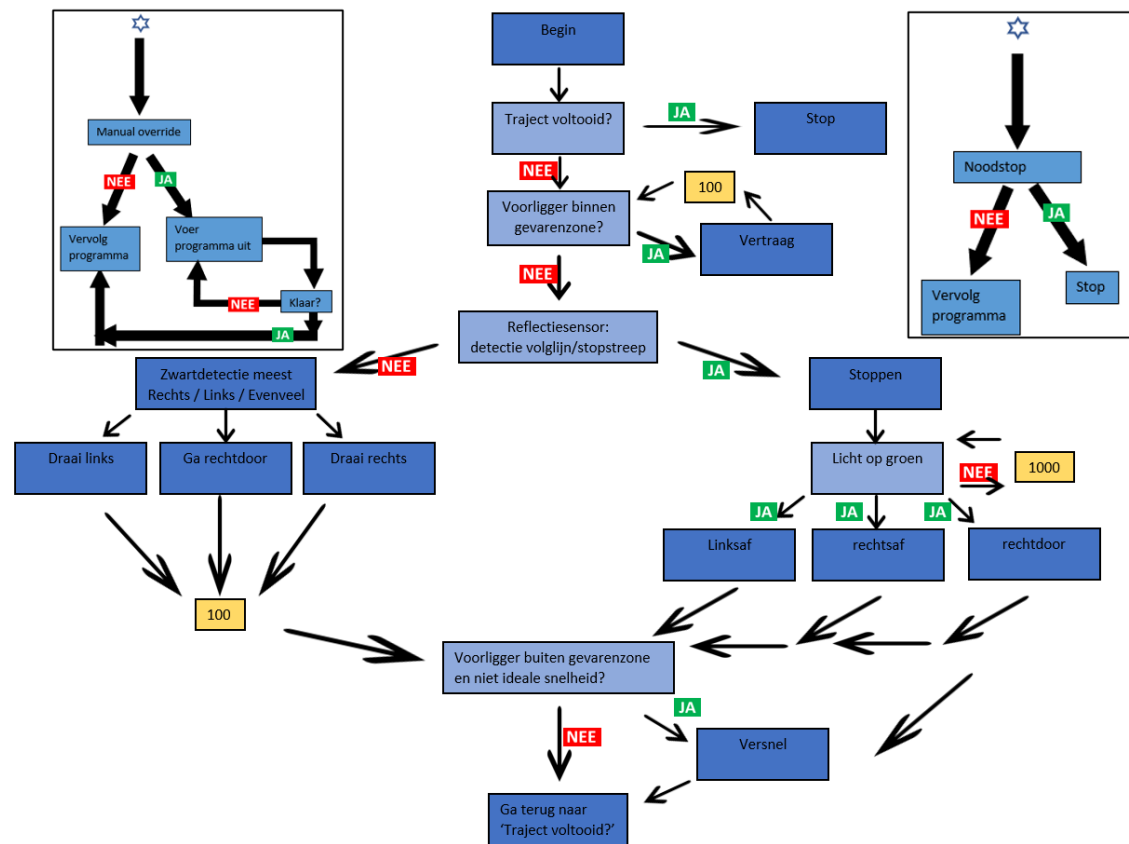 Begin
Traject voltooid?
JA
Stop
NEE
100
Voorligger binnen
gevarenzone?
JA
Vertraag
NEE
Reflectiesensor:
detectie volglijn/stopstreep
NEE
JA
Manual override
NEE
JA
Vervolg
programma
Voer
programma uit
NEE
Klaar?
JA
Noodstop
NEE
JA
Vervolg
programma
Stop
Zwartdetectie meest
Rechts / Links / Evenveel
Draai links
Ga rechtdoor
Draai rechts
100
Stoppen
Licht op groen
NEE
1000
JA
JA
JA
Linksaf
rechtsaf
rechtdoor
Voorligger buiten gevarenzone
en niet ideale snelheid?
JA
NEE
Versnel
Ga terug naar
‘Traject voltooid?’